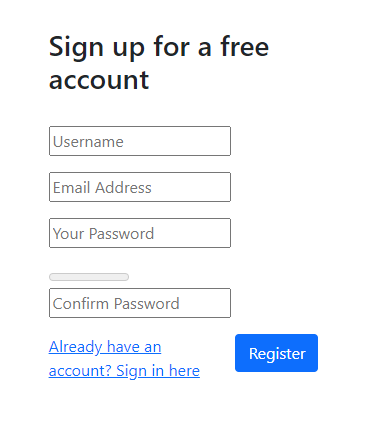 Sign up for a free
account
Username
Email Address
Your Password
Confirm Password
Already have an
account? Sign in here
Register